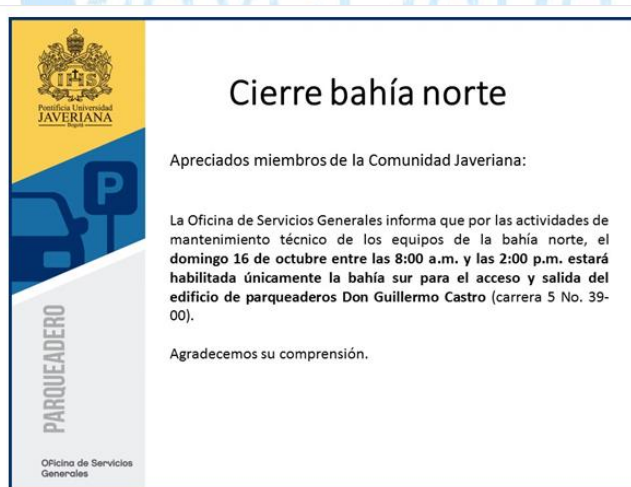 Cierre bahía norte
Pontificia Universidad
JAVERIANA
Bogotá
Apreciados miembros de la Comunidad Javeriana:
P
La Oficina de Servicios Generales informa que por las actividades de
mantenimiento técnico de los equipos de la bahía norte, el
domingo 16 de octubre entre las 8:00 a.m. y las 2:00 p.m. estará
habilitada únicamente la bahía sur para el acceso y salida del
edificio de parqueaderos Don Guillermo Castro (carrera 5 No. 39-
00).
Agradecemos su comprensión.
PARQUEADERO
Oficina de Servicios
Generales